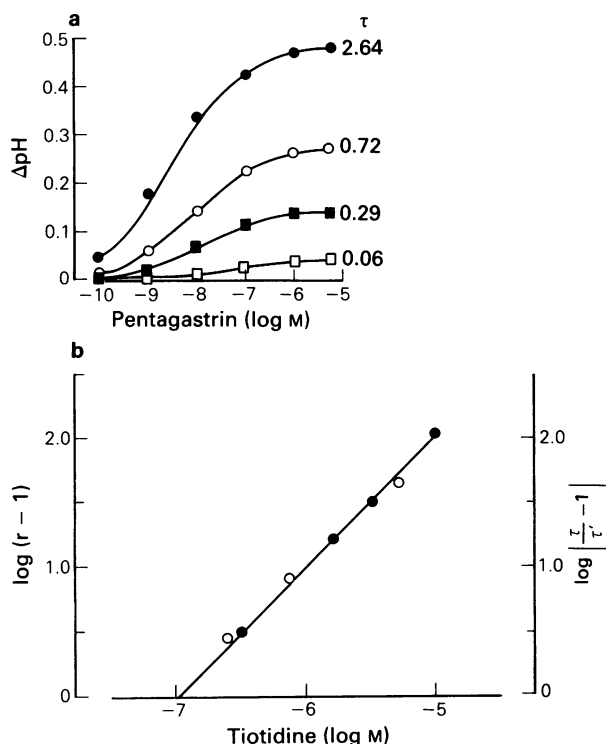 a
τ
0.5
2.64
0.4
0.3
0.72
0.2
0.29
0.1
0.06
0
ΔpH
−10 −9 −8 −7 −6 −5
Pentagastrin (log M)
b
2.0
1.0
0
log (r − 1)
2.0
1.0
0
log |τ/τ′ −1|
−7 −6 −5
Tiotidine (log M)